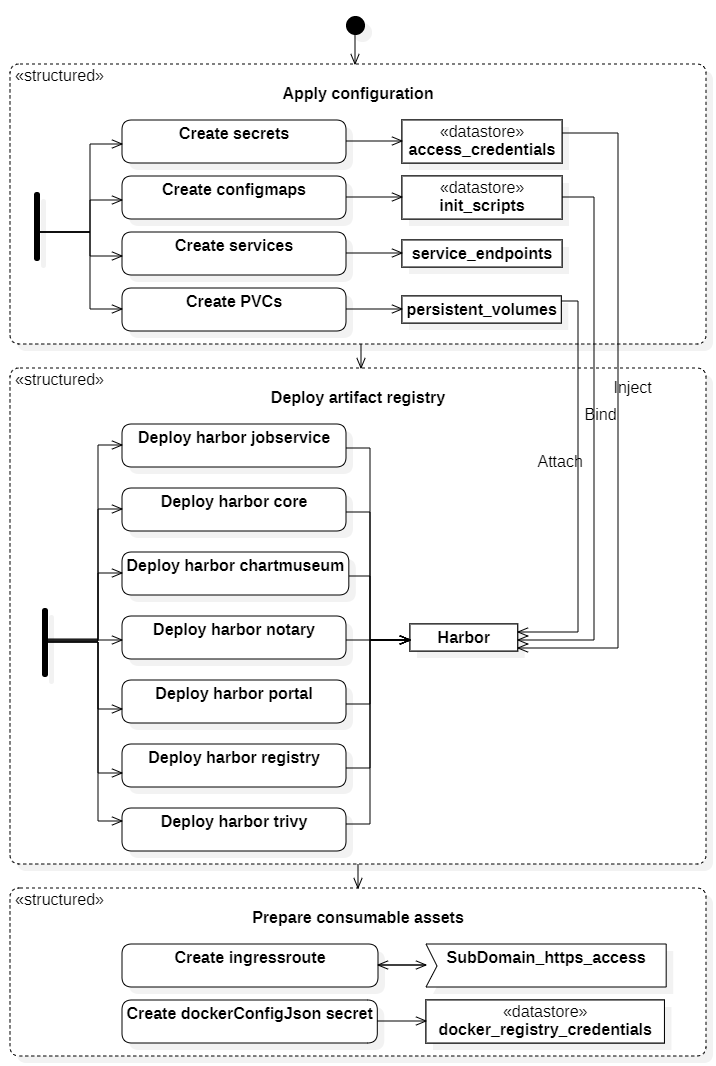 «structured»
Apply configuration
Create secrets
«datastore»
access_credentials
Create configmaps
«datastore»
init_scripts
Create services
service_endpoints
Create PVCs
persistent_volumes
«structured»
Inject
Deploy artifact registry
Bind
Deploy harbor jobservice
Attach
Deploy harbor core
Deploy harbor chartmuseum
Deploy harbor notary
Harbor
Deploy harbor portal
Deploy harbor registry
Deploy harbor trivy
«structured»
Prepare consumable assets
Create ingressroute
SubDomain_https_access
Create dockerConfigJson secret
«datastore»
docker_registry_credentials